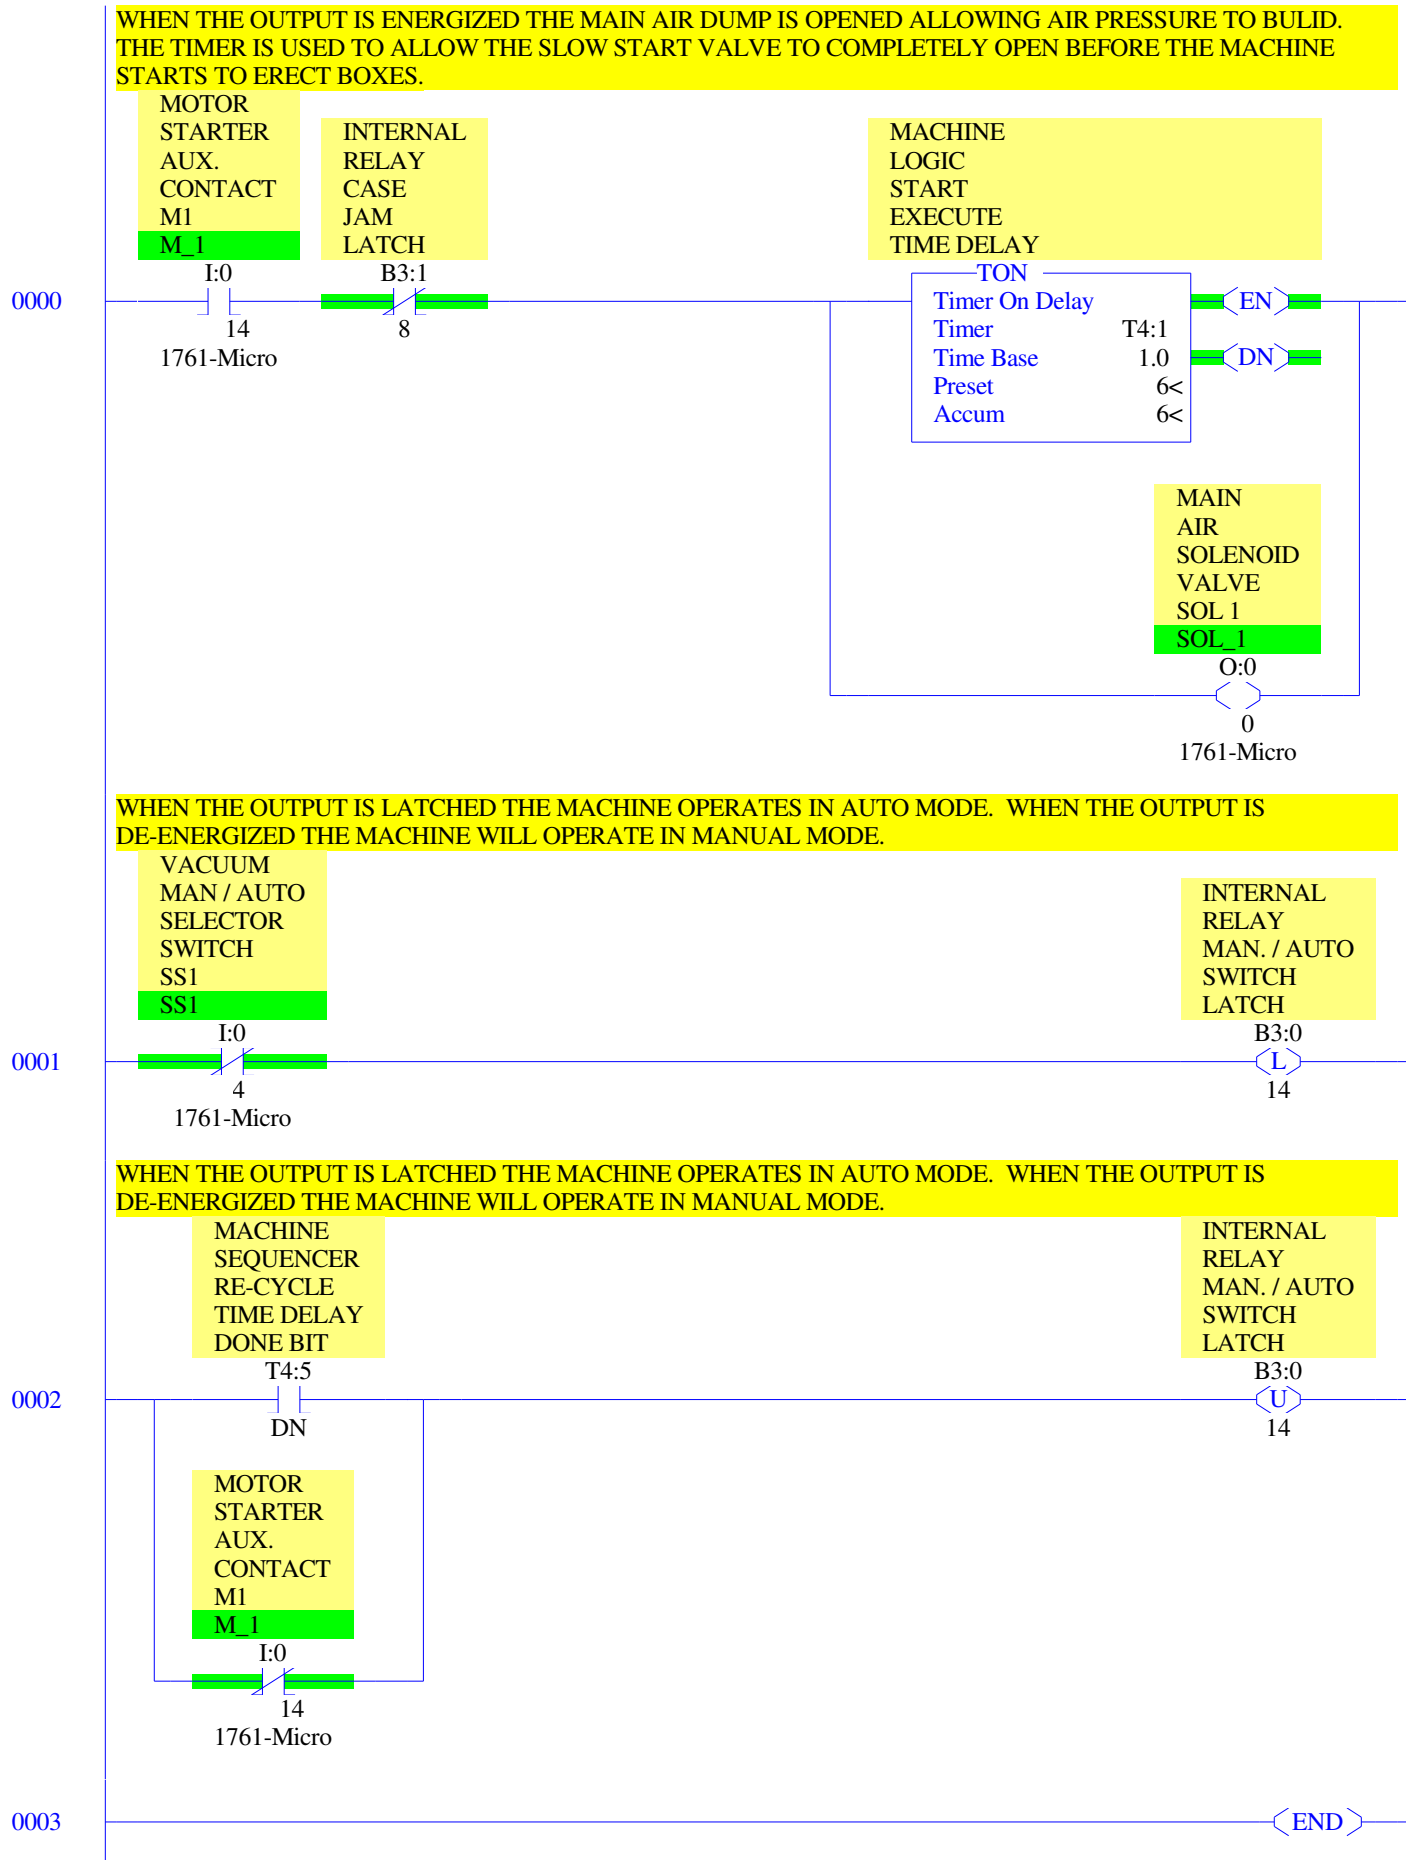 WHEN THE OUTPUT IS ENERGIZED THE MAIN AIR DUMP IS OPENED ALLOWING AIR PRESSURE TO BULID.
THE TIMER IS USED TO ALLOW THE SLOW START VALVE TO COMPLETELY OPEN BEFORE THE MACHINE
STARTS TO ERECT BOXES.
MOTOR
STARTER
AUX.
CONTACT
M1
M_1
I:0
14
1761-Micro
INTERNAL
RELAY
CASE
JAM
LATCH
B3:1
8
MACHINE
LOGIC
START
EXECUTE
TIME DELAY
0000
TON
Timer On Delay
Timer T4:1
Time Base 1.0
Preset 6<
Accum 6<
EN
DN
MAIN
AIR
SOLENOID
VALVE
SOL 1
SOL_1
O:0
0
1761-Micro
WHEN THE OUTPUT IS LATCHED THE MACHINE OPERATES IN AUTO MODE. WHEN THE OUTPUT IS
DE-ENERGIZED THE MACHINE WILL OPERATE IN MANUAL MODE.
VACUUM
MAN / AUTO
SELECTOR
SWITCH
SS1
SS1
I:0
4
1761-Micro
0001
INTERNAL
RELAY
MAN. / AUTO
SWITCH
LATCH
B3:0
L
14
WHEN THE OUTPUT IS LATCHED THE MACHINE OPERATES IN AUTO MODE. WHEN THE OUTPUT IS
DE-ENERGIZED THE MACHINE WILL OPERATE IN MANUAL MODE.
MACHINE
SEQUENCER
RE-CYCLE
TIME DELAY
DONE BIT
T4:5
DN
0002
INTERNAL
RELAY
MAN. / AUTO
SWITCH
LATCH
B3:0
U
14
MOTOR
STARTER
AUX.
CONTACT
M1
M_1
I:0
14
1761-Micro
0003
END